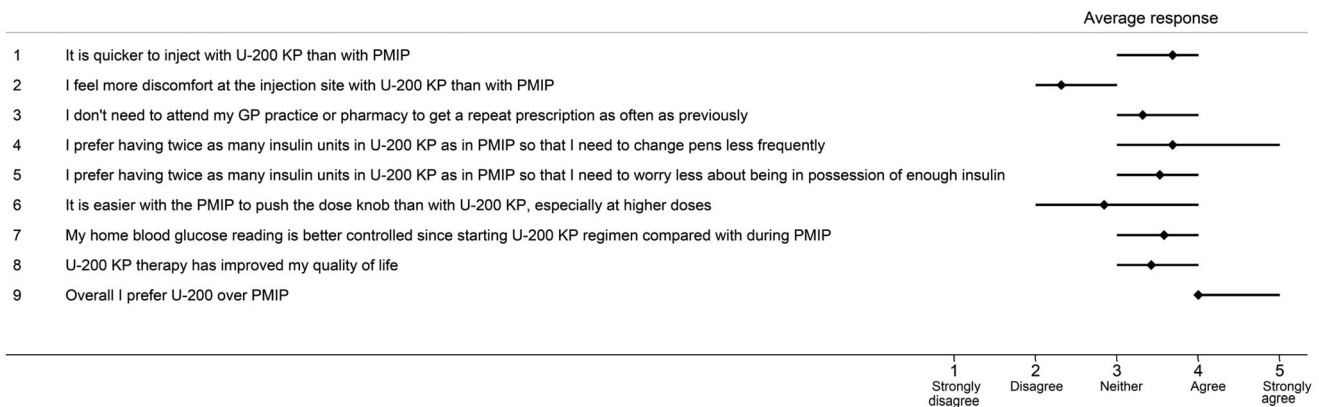 Average response
1 It is quicker to inject with U-200 KP than with PMIP
2 I feel more discomfort at the injection site with U-200 KP than with PMIP
3 I don't need to attend my GP practice or pharmacy to get a repeat prescription as often as previously
4 I prefer having twice as many insulin units in U-200 KP as in PMIP so that I need to change pens less frequently
5 I prefer having twice as many insulin units in U-200 KP as in PMIP so that I need to worry less about being in possession of enough insulin
6 It is easier with the PMIP to push the dose knob than with U-200 KP, especially at higher doses
7 My home blood glucose reading is better controlled since starting U-200 KP regimen compared with during PMIP
8 U-200 KP therapy has improved my quality of life
9 Overall I prefer U-200 over PMIP
1 2 3 4 5
Strongly Disagree Neither Agree Strongly
disagree agree